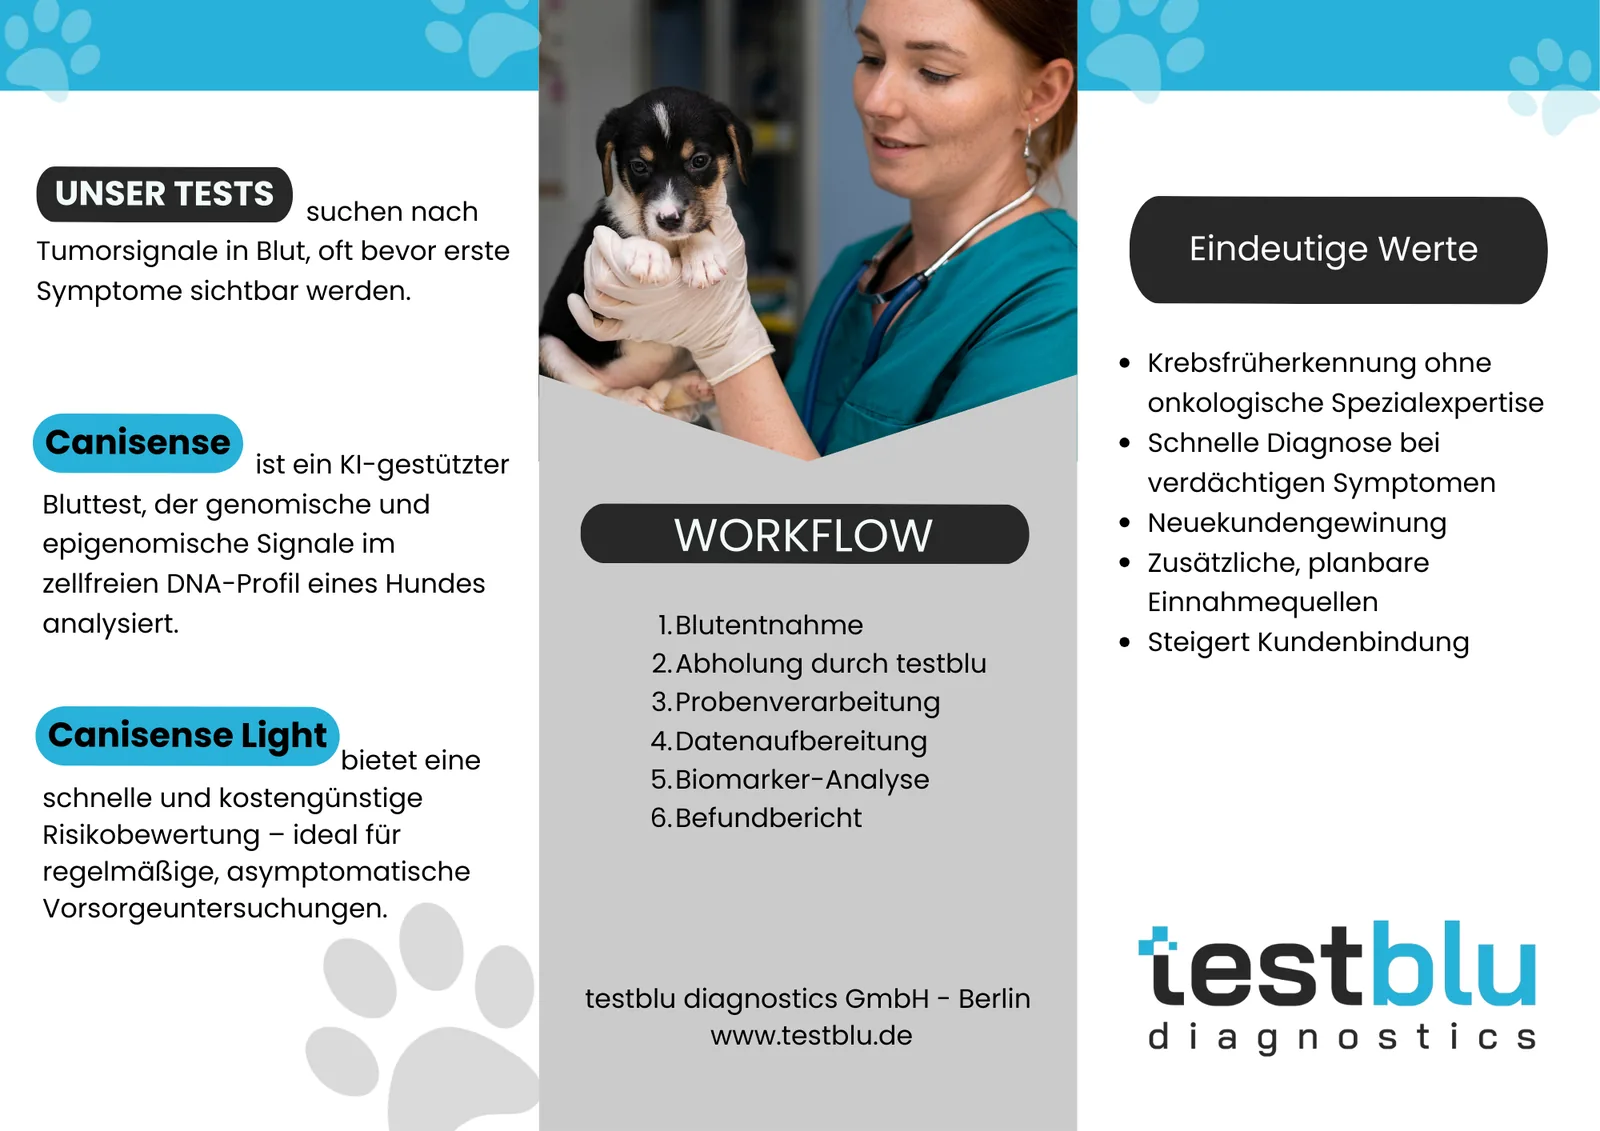 UNSER TESTS suchen nach
Tumorsignale in Blut, oft bevor erste
Symptome sichtbar werden.
Canisense ist ein KI-gestützter
Bluttest, der genomische und
epigenomische Signale im
zellfreien DNA-Profil eines Hundes
analysiert.
Canisense Light bietet eine
schnelle und kostengünstige
Risikobewertung – ideal für
regelmäßige, asymptomatische
Vorsorgeuntersuchungen.
WORKFLOW
1. Blutentnahme
2. Abholung durch testblu
3. Probenverarbeitung
4. Datenaufbereitung
5. Biomarker-Analyse
6. Befundbericht
testblu diagnostics GmbH - Berlin
www.testblu.de
Eindeutige Werte
• Krebsfrüherkennung ohne
onkologische Spezialexpertise
• Schnelle Diagnose bei
verdächtigen Symptomen
• Neuekundengewinung
• Zusätzliche, planbare
Einnahmequellen
• Steigert Kundenbindung
testblu
diagnostics